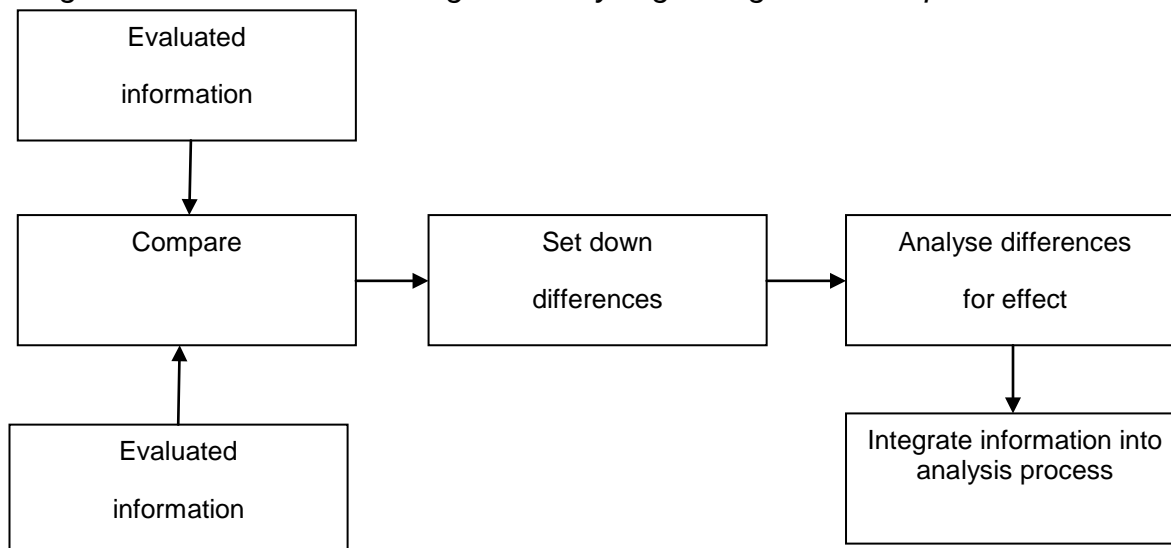 Evaluated
information
Compare
Set down
differences
Analyse differences
for effect
Evaluated
information
Integrate information into
analysis process